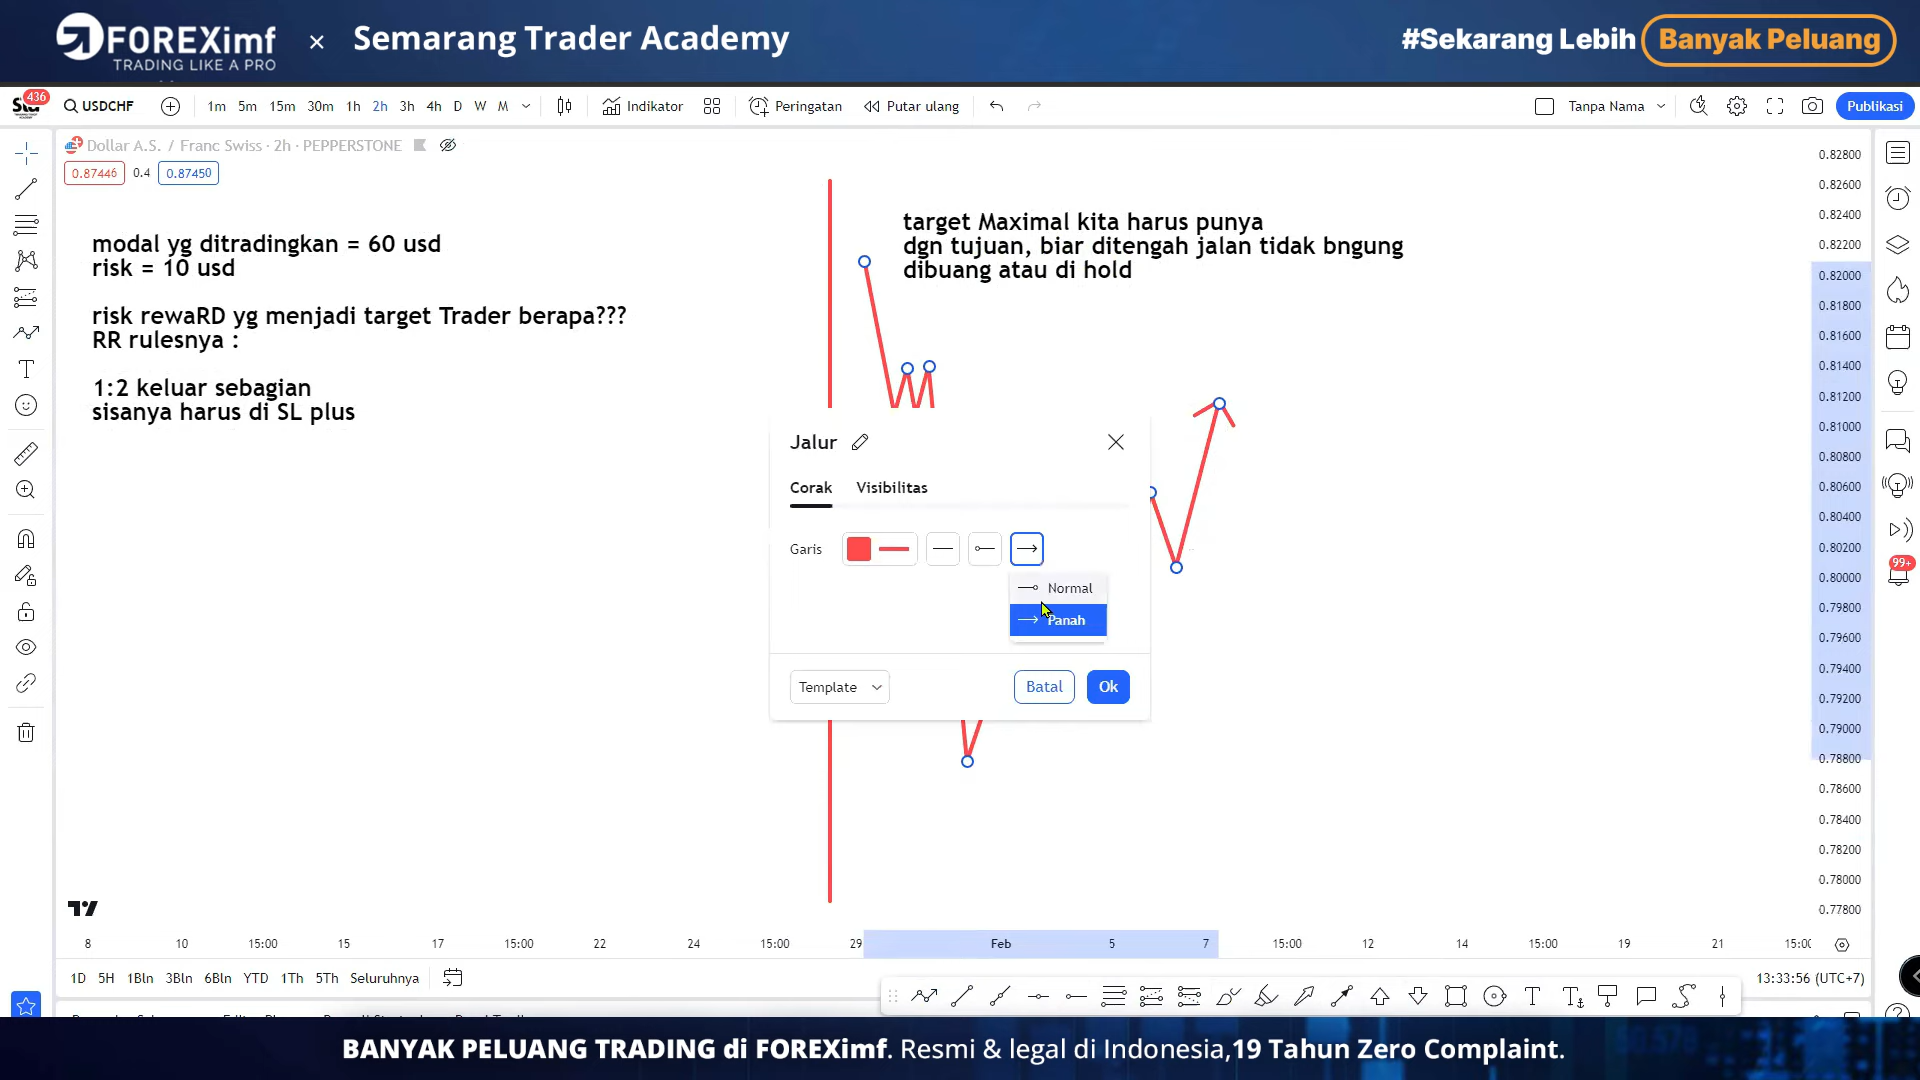 FOREXimf
TRADING LIKE A PRO
×
Semarang Trader Academy
#Sekarang Lebih
Banyak Peluang
436
USDCHF
1m 5m 15m 30m 1h 2h 3h 4h D W M
Indikator
Peringatan
Putar ulang
Tanpa Nama
Publikasi
Dollar A.S. / Franc Swiss · 2h · PEPPERSTONE
0.87446
0.4
0.87450
modal yg ditradingkan = 60 usd
risk = 10 usd
risk rewaRD yg menjadi target Trader berapa???
RR rulesnya :
1:2 keluar sebagian
sisanya harus di SL plus
target Maximal kita harus punya
dgn tujuan, biar ditengah jalan tidak bngung
dibuang atau di hold
Jalur
Corak
Visibilitas
Garis
Normal
Panah
Template
Batal
Ok
0.82800
0.82600
0.82400
0.82200
0.82000
0.81800
0.81600
0.81400
0.81200
0.81000
0.80800
0.80600
0.80400
0.80200
0.80000
0.79800
0.79600
0.79400
0.79200
0.79000
0.78800
0.78600
0.78400
0.78200
0.78000
0.77800
99+
8 10 15:00 15 17 15:00 22 24 15:00 29 Feb 5 7 15:00 12 14 15:00 19 21
1D 5H 1Bln 3Bln 6Bln YTD 1Th 5Th Seluruhnya
13:33:56 (UTC+7)
BANYAK PELUANG TRADING di FOREXimf. Resmi & legal di Indonesia,19 Tahun Zero Complaint.